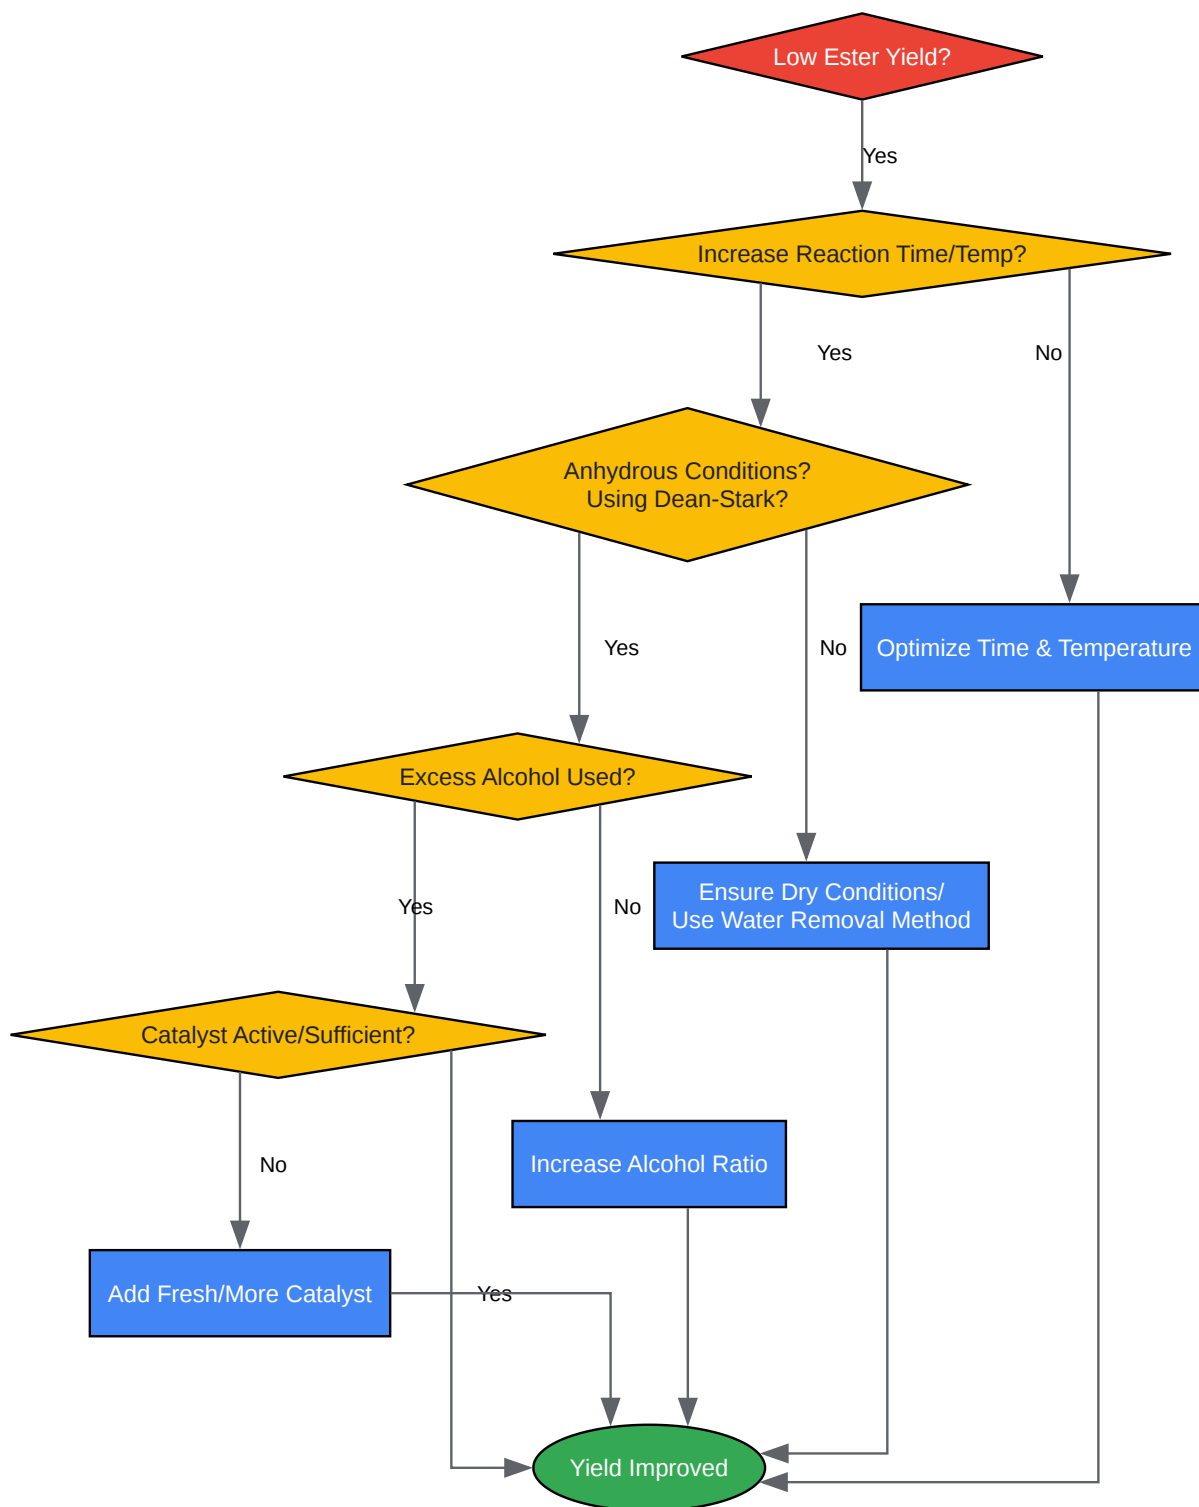 Low Ester Yield?
Yes
Increase Reaction Time/Temp?
Yes
No
Anhydrous Conditions?
Using Dean-Stark?
Yes
No
Optimize Time & Temperature
Excess Alcohol Used?
Yes
No
Ensure Dry Conditions/
Use Water Removal Method
Catalyst Active/Sufficient?
No
Increase Alcohol Ratio
Add Fresh/More Catalyst
Yes
Yield Improved